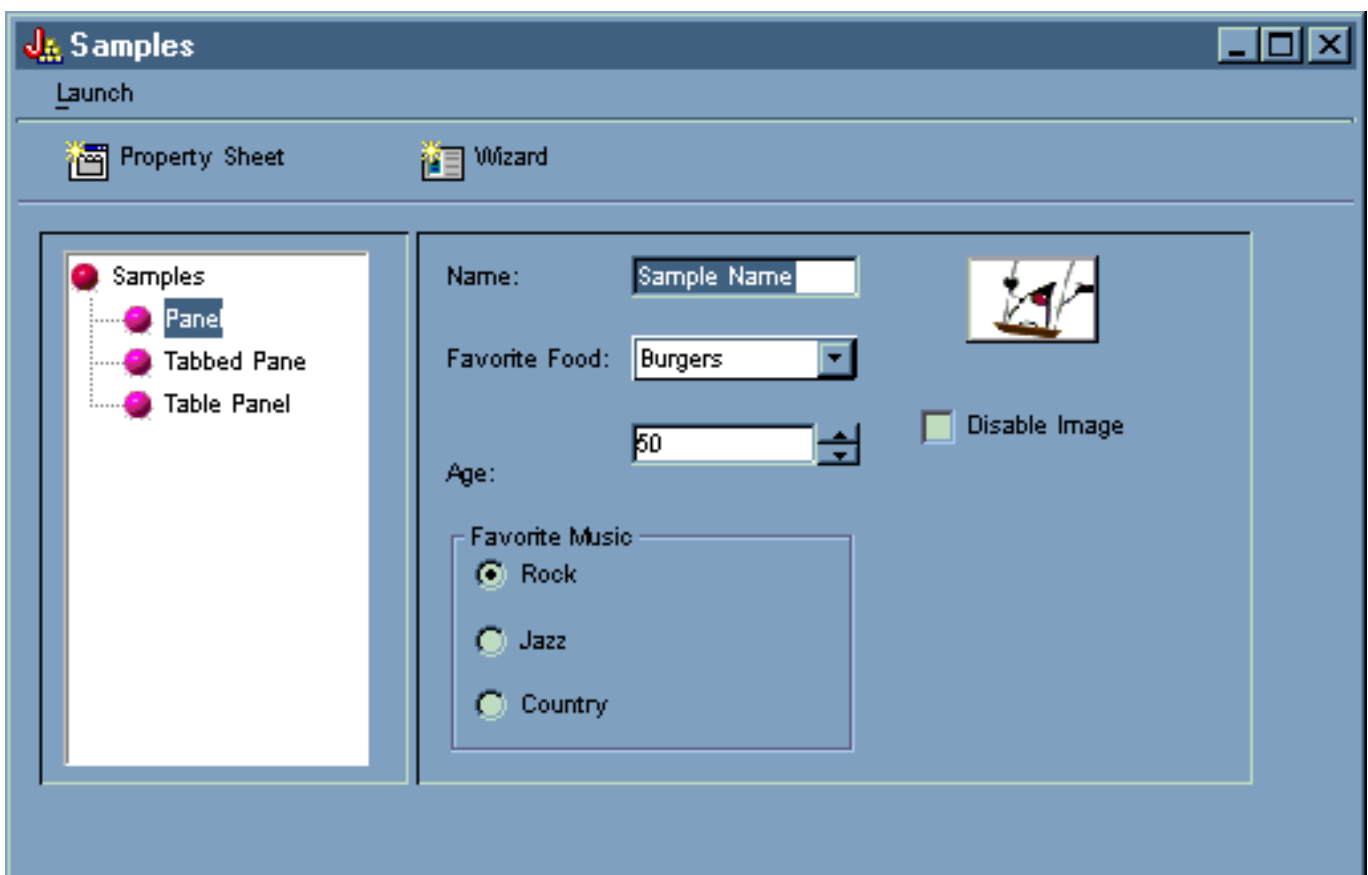 Samples
Launch
Property Sheet
Wizard
Samples
Panel
Tabbed Pane
Table Panel
Name:
Sample Name
Favorite Food:
Burgers
Age:
50
Disable Image
Favorite Music
Rock
Jazz
Country